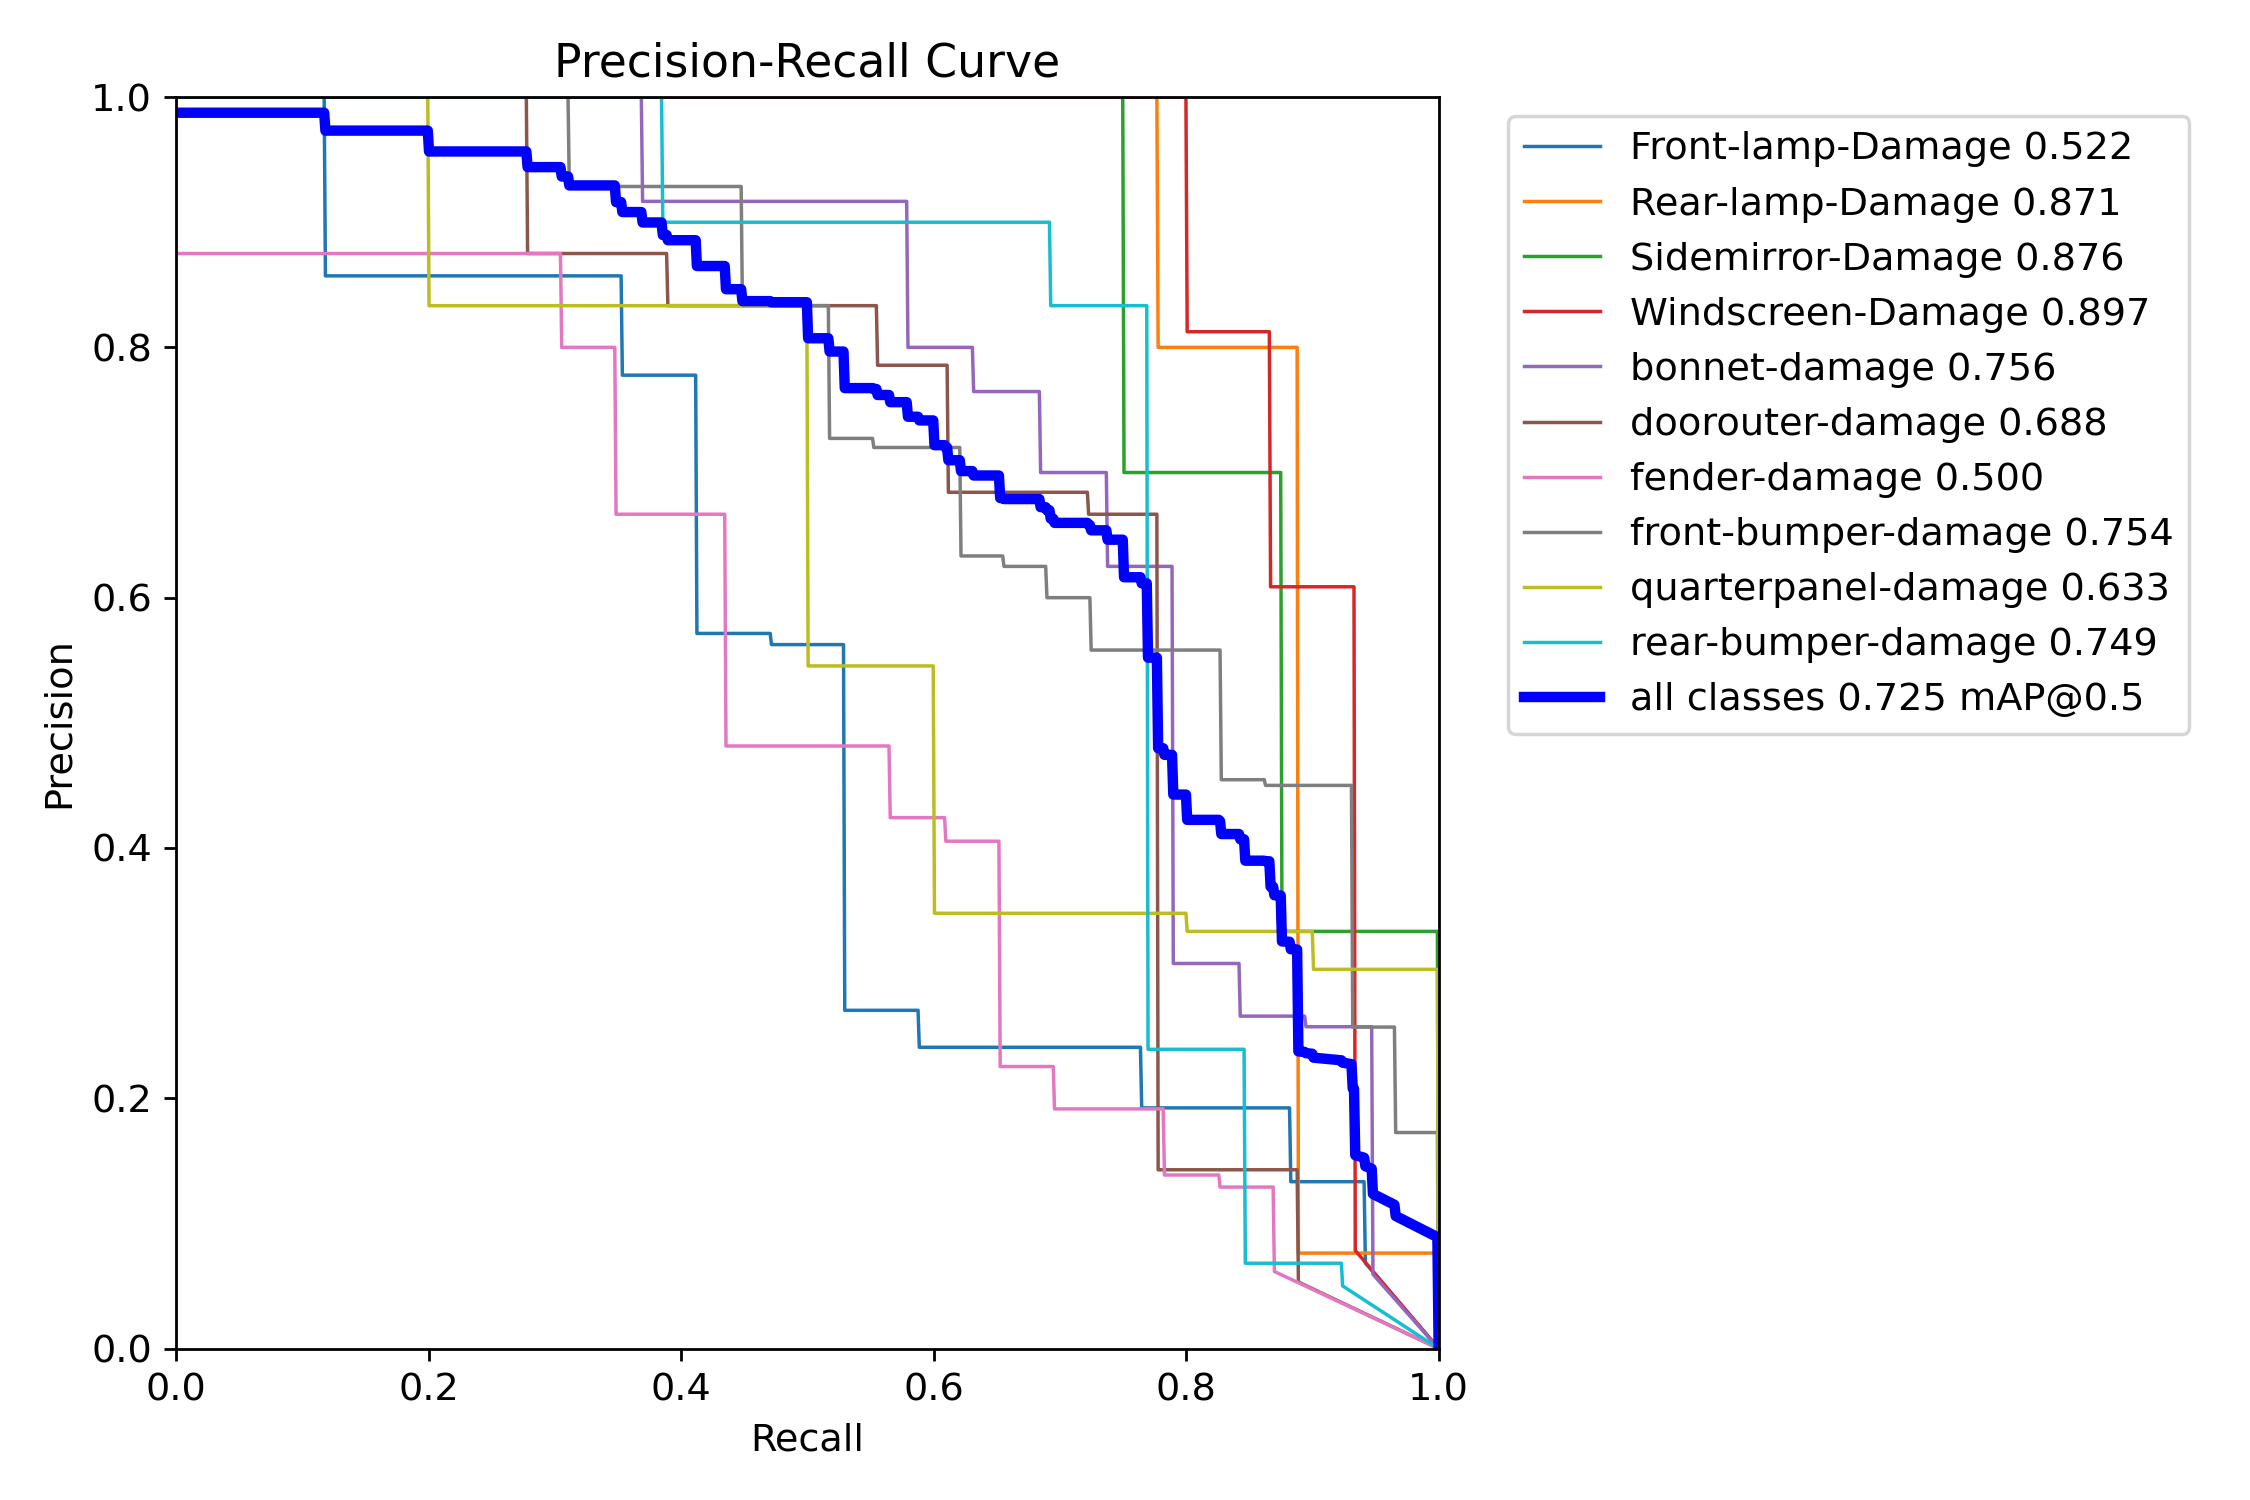 Precision-Recall Curve
1.0
0.8
0.6
0.4
0.2
0.0
Precision
0.0 0.2 0.4 0.6 0.8 1.0
Recall
Front-lamp-Damage 0.522
Rear-lamp-Damage 0.871
Sidemirror-Damage 0.876
Windscreen-Damage 0.897
bonnet-damage 0.756
doorouter-damage 0.688
fender-damage 0.500
front-bumper-damage 0.754
quarterpanel-damage 0.633
rear-bumper-damage 0.749
all classes 0.725 mAP@0.5